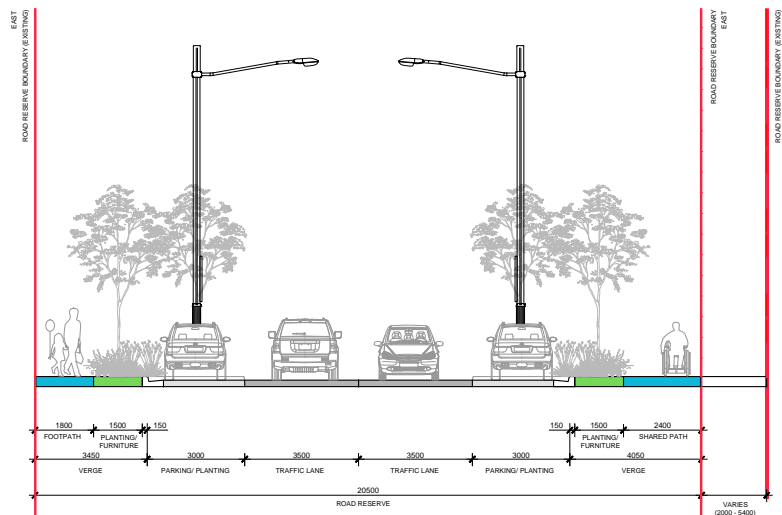 EAST
ROAD RESERVE BOUNDARY (EXISTING)
ROAD RESERVE BOUNDARY
EAST
ROAD RESERVE BOUNDARY (EXISTING)
1800
1500
150
150
1500
2400
FOOTPATH
PLANTING/
FURNITURE
PLANTING/
FURNITURE
SHARED PATH
3450
3000
3500
3500
3000
4050
VERGE
PARKING/ PLANTING
TRAFFIC LANE
TRAFFIC LANE
PARKING/ PLANTING
VERGE
20500
ROAD RESERVE
VARIES
(2000 - 5400)